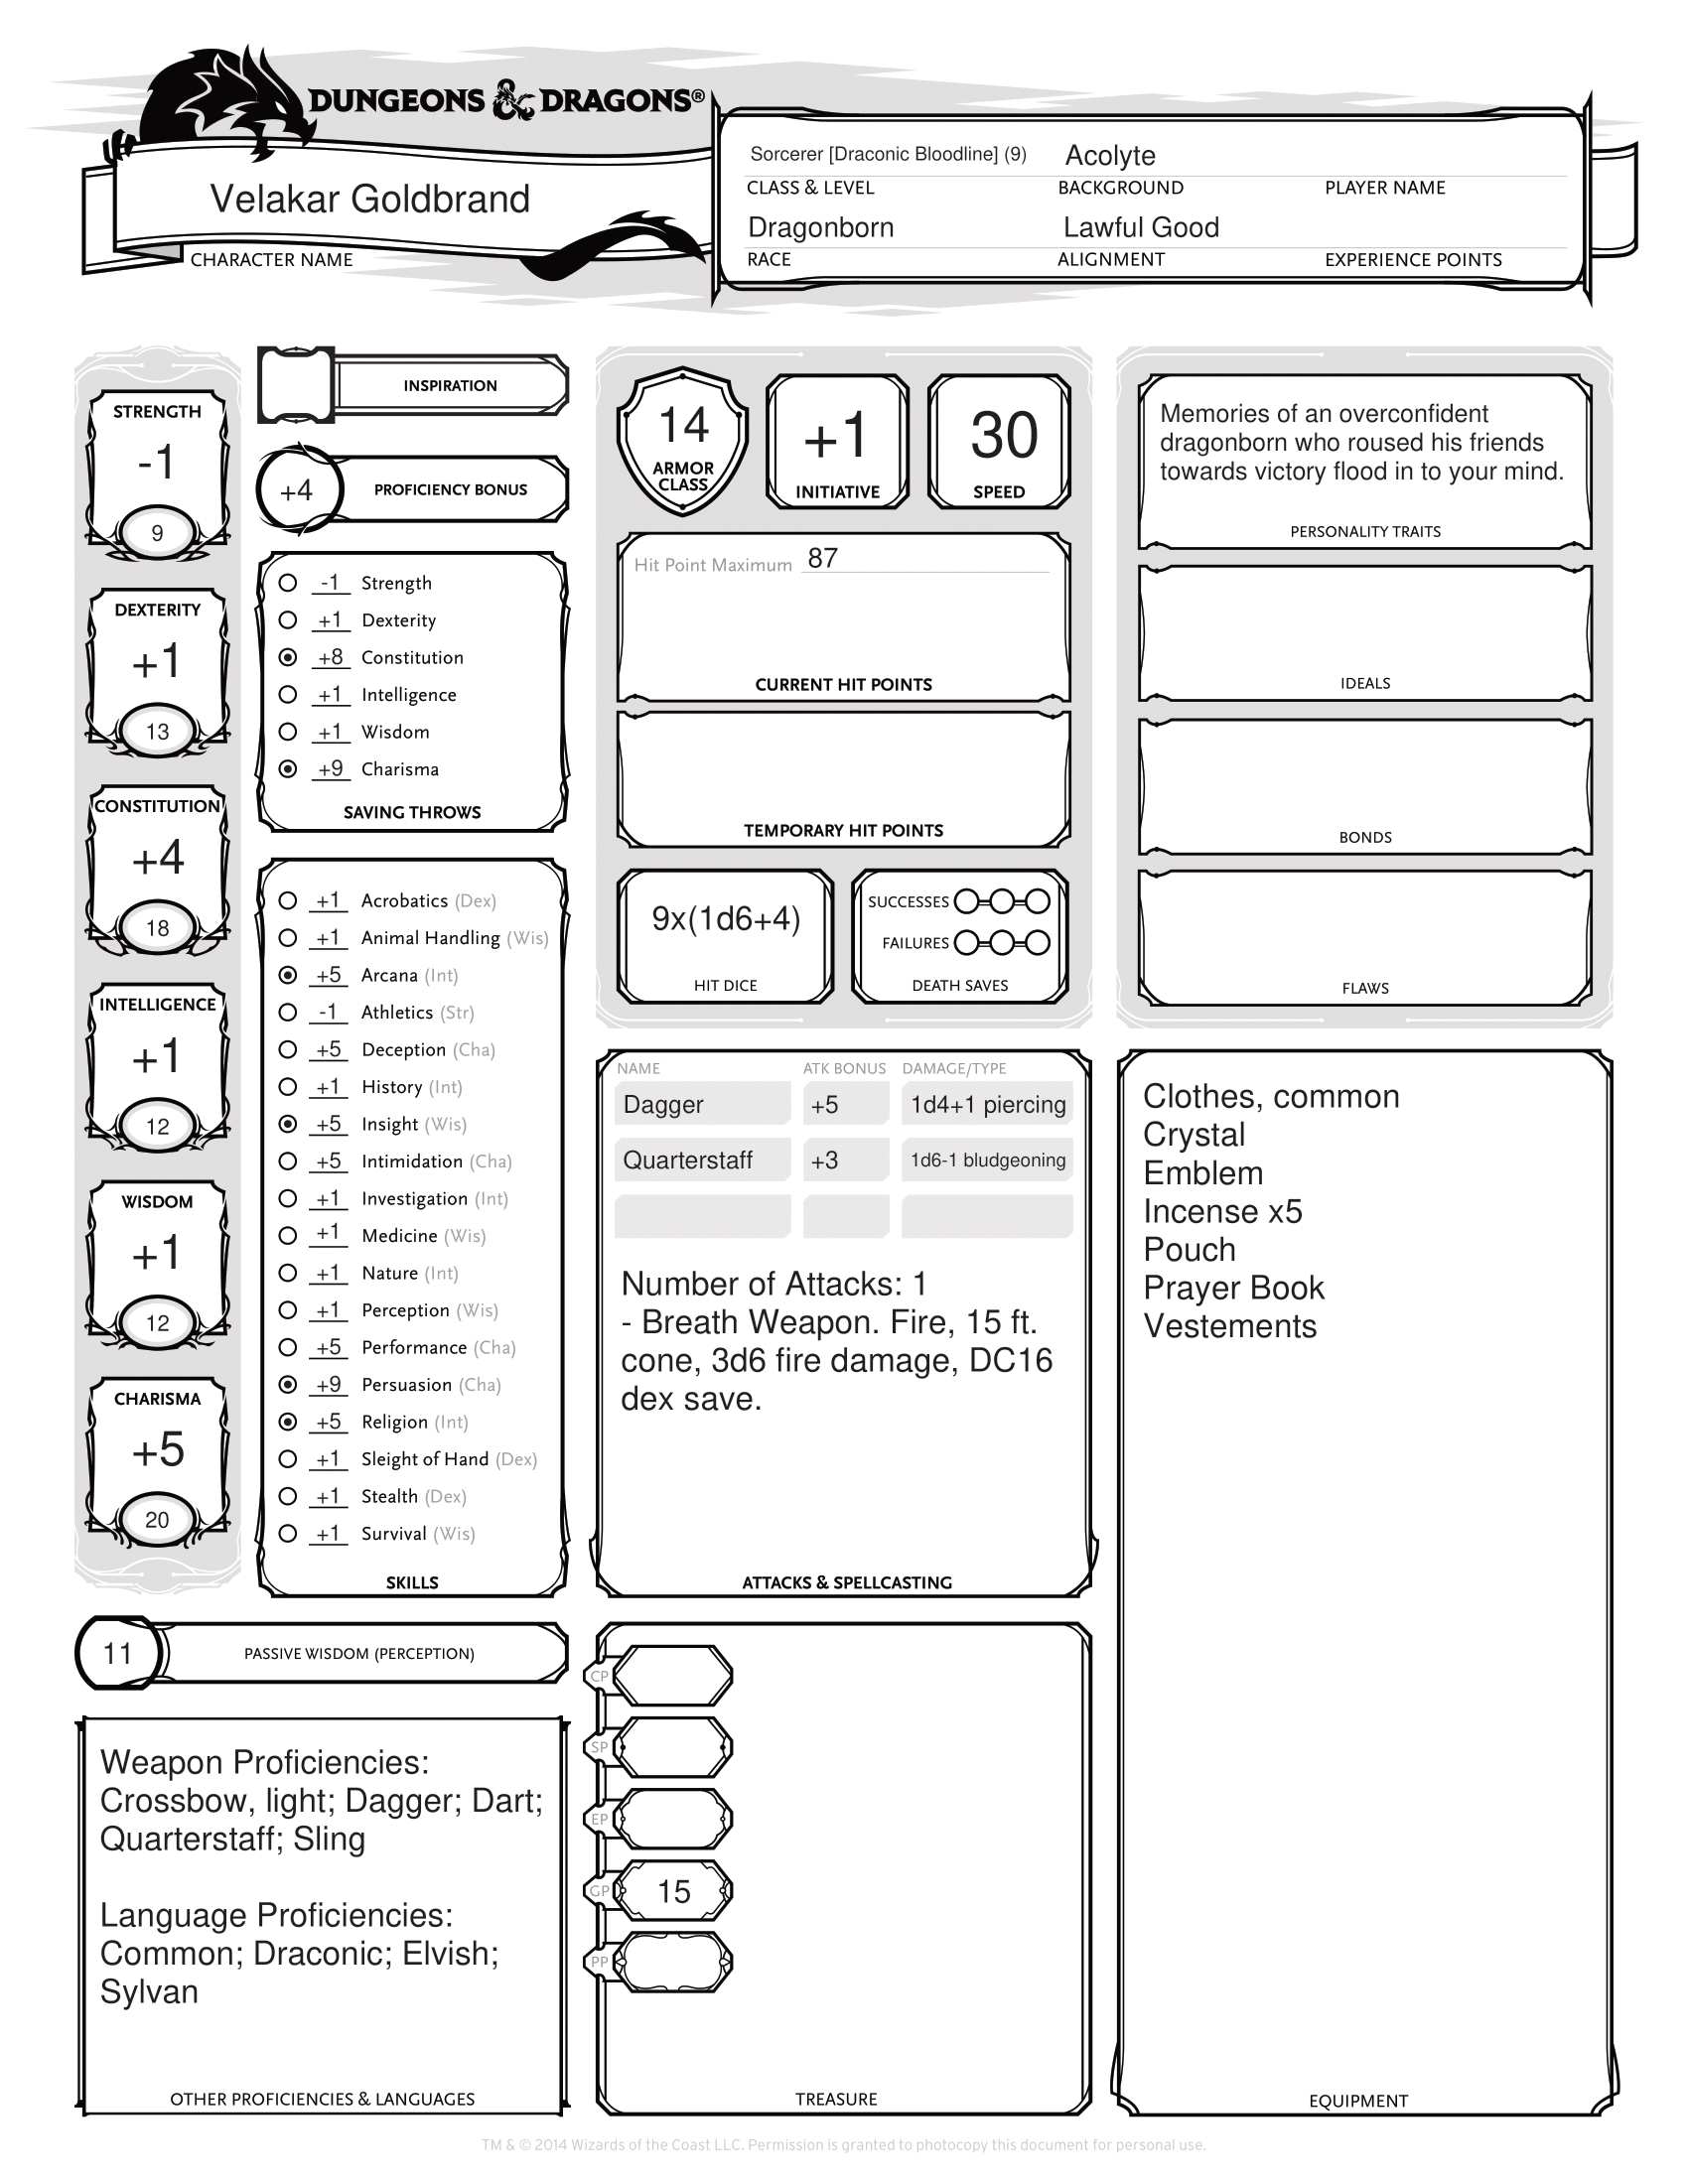 DUNGEONS & DRAGONS®
Velakar Goldbrand
CHARACTER NAME
Sorcerer [Draconic Bloodline] (9) Acolyte
CLASS & LEVEL BACKGROUND PLAYER NAME
Dragonborn Lawful Good
RACE ALIGNMENT EXPERIENCE POINTS
STRENGTH
-1
9
DEXTERITY
+1
13
CONSTITUTION
+4
18
INTELLIGENCE
+1
12
WISDOM
+1
12
CHARISMA
+5
20
INSPIRATION
+4 PROFICIENCY BONUS
-1 Strength
+1 Dexterity
+8 Constitution
+1 Intelligence
+1 Wisdom
+9 Charisma
SAVING THROWS
+1 Acrobatics (Dex)
+1 Animal Handling (Wis)
+5 Arcana (Int)
-1 Athletics (Str)
+5 Deception (Cha)
+1 History (Int)
+5 Insight (Wis)
+5 Intimidation (Cha)
+1 Investigation (Int)
+1 Medicine (Wis)
+1 Nature (Int)
+1 Perception (Wis)
+5 Performance (Cha)
+9 Persuasion (Cha)
+5 Religion (Int)
+1 Sleight of Hand (Dex)
+1 Stealth (Dex)
+1 Survival (Wis)
SKILLS
11 PASSIVE WISDOM (PERCEPTION)
Weapon Proficiencies:
Crossbow, light; Dagger; Dart;
Quarterstaff; Sling
Language Proficiencies:
Common; Draconic; Elvish;
Sylvan
OTHER PROFICIENCIES & LANGUAGES
14
ARMOR
CLASS
+1
INITIATIVE
30
SPEED
Hit Point Maximum 87
CURRENT HIT POINTS
TEMPORARY HIT POINTS
9x(1d6+4)
HIT DICE
SUCCESSES
FAILURES
DEATH SAVES
NAME ATK BONUS DAMAGE/TYPE
Dagger +5 1d4+1 piercing
Quarterstaff +3 1d6-1 bludgeoning
Number of Attacks: 1
- Breath Weapon. Fire, 15 ft.
cone, 3d6 fire damage, DC16
dex save.
ATTACKS & SPELLCASTING
CP
SP
EP
GP 15
PP
TREASURE
Memories of an overconfident
dragonborn who roused his friends
towards victory flood in to your mind.
PERSONALITY TRAITS
IDEALS
BONDS
FLAWS
Clothes, common
Crystal
Emblem
Incense x5
Pouch
Prayer Book
Vestements
EQUIPMENT
TM & © 2014 Wizards of the Coast LLC. Permission is granted to photocopy this document for personal use.